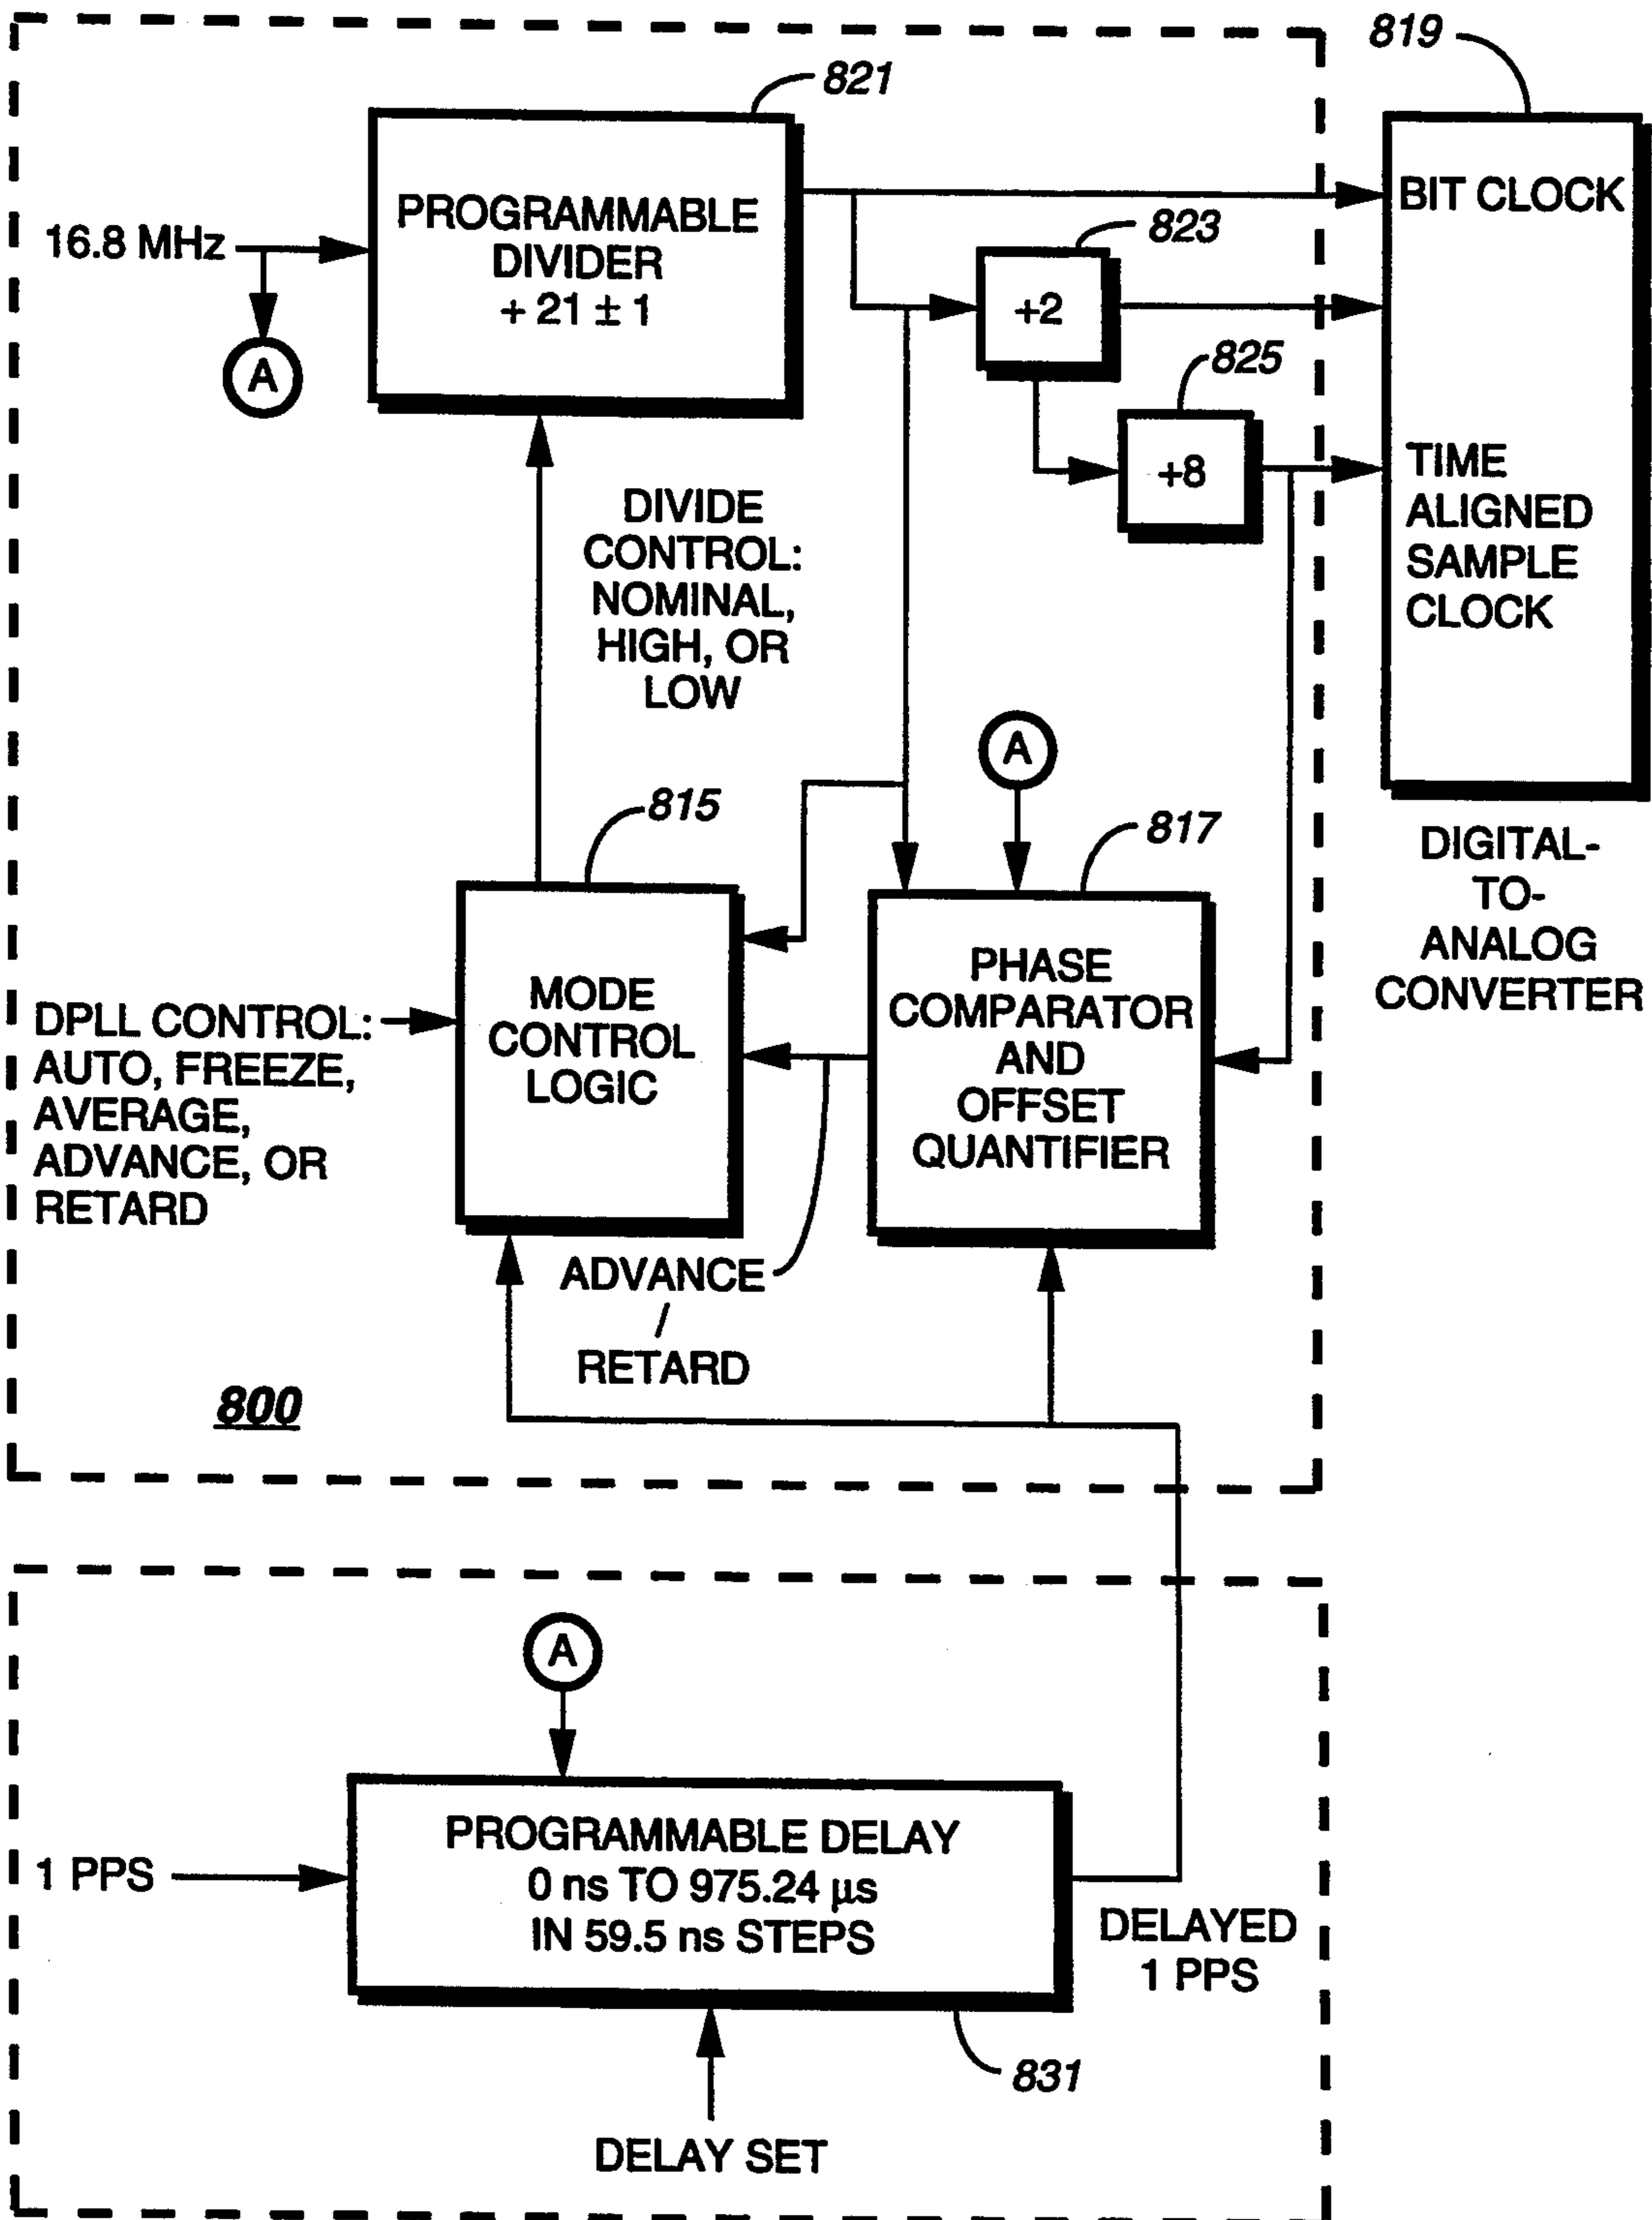 819
821
PROGRAMMABLE
DIVIDER
+ 21 ± 1
BIT CLOCK
16.8 MHz
823
+2
A
825
+8
TIME
ALIGNED
SAMPLE
CLOCK
DIVIDE
CONTROL:
NOMINAL,
HIGH, OR
LOW
A
815
817
DIGITAL-
TO-
ANALOG
CONVERTER
MODE
CONTROL
LOGIC
PHASE
COMPARATOR
AND
OFFSET
QUANTIFIER
DPLL CONTROL:
AUTO, FREEZE,
AVERAGE,
ADVANCE, OR
RETARD
ADVANCE
/
RETARD
800
A
PROGRAMMABLE DELAY
0 ns TO 975.24 µs
IN 59.5 ns STEPS
1 PPS
DELAYED
1 PPS
831
DELAY SET